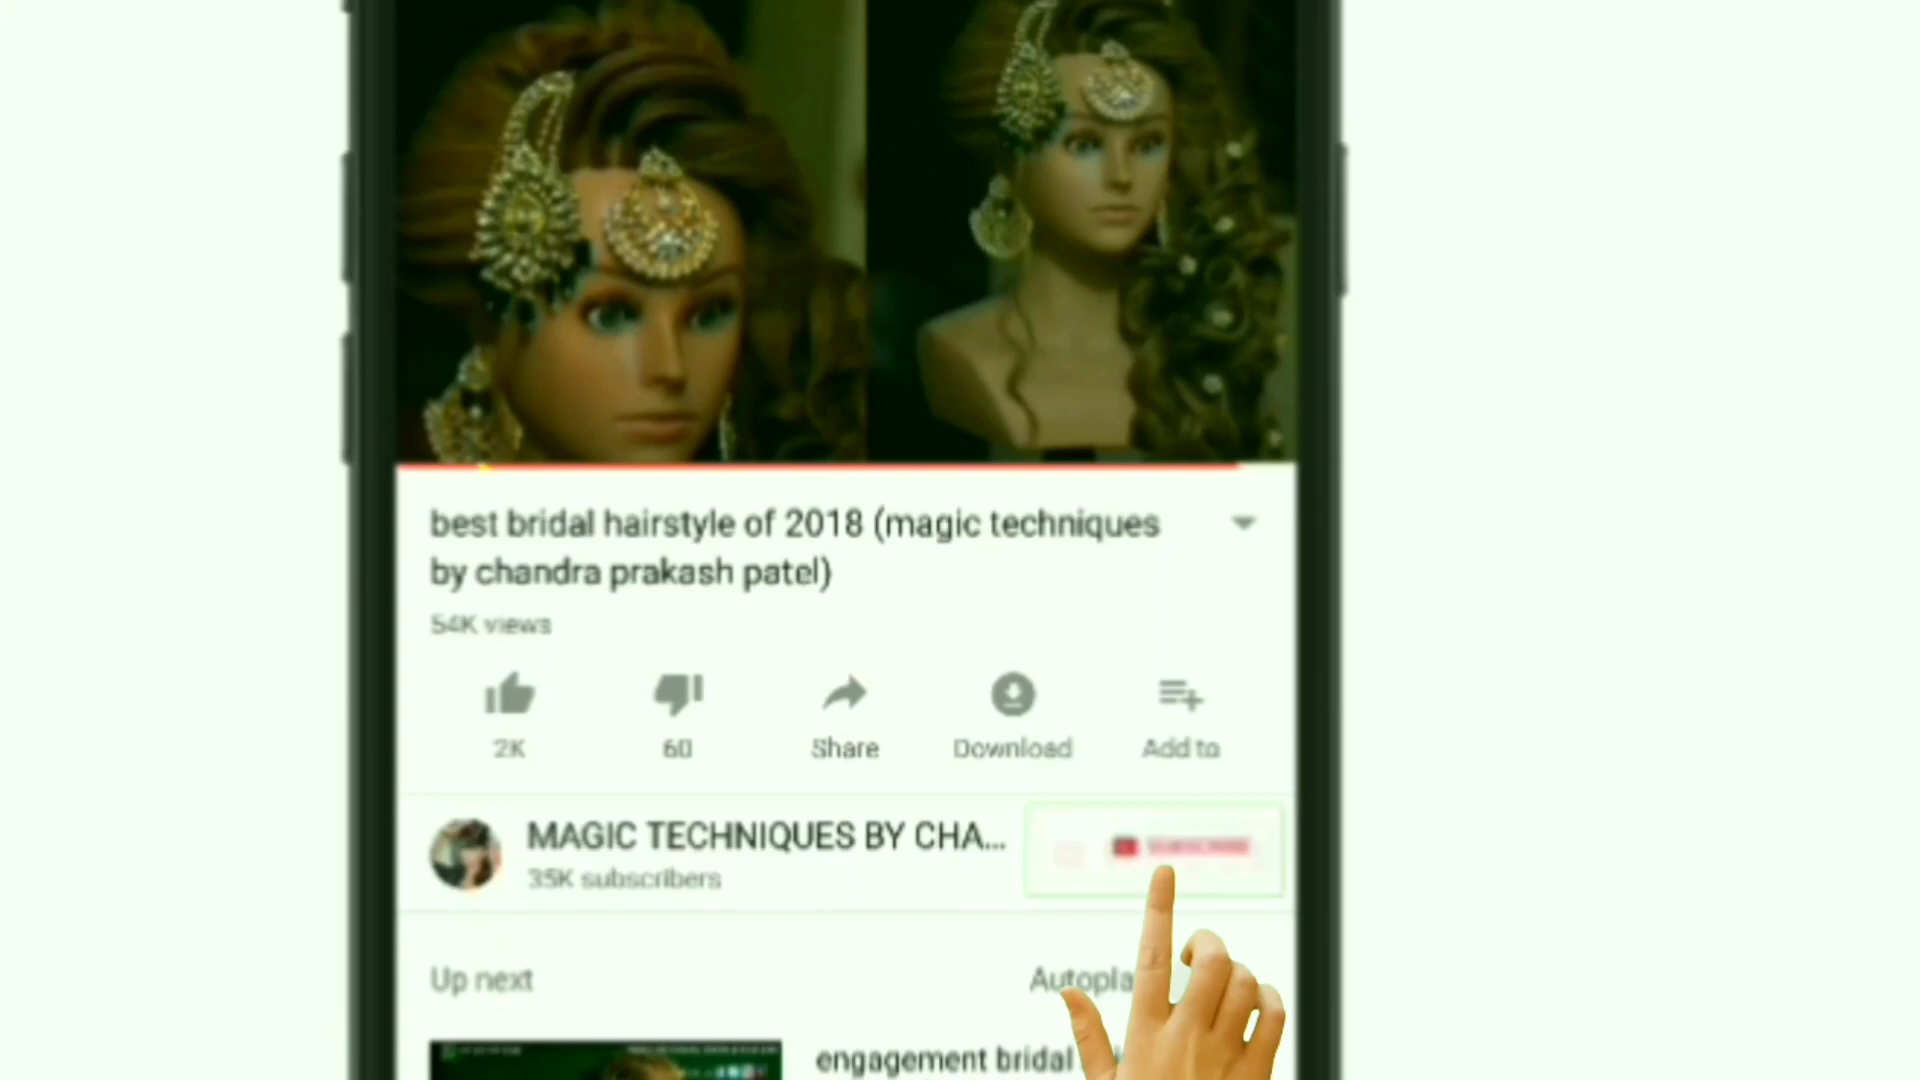 best bridal hairstyle of 2018 (magic techniques
by chandra prakash patel)
54K views
2K
60
Share
Download
Add to
MAGIC TECHNIQUES BY CHA...
35K subscribers
Up next
engagement bridal